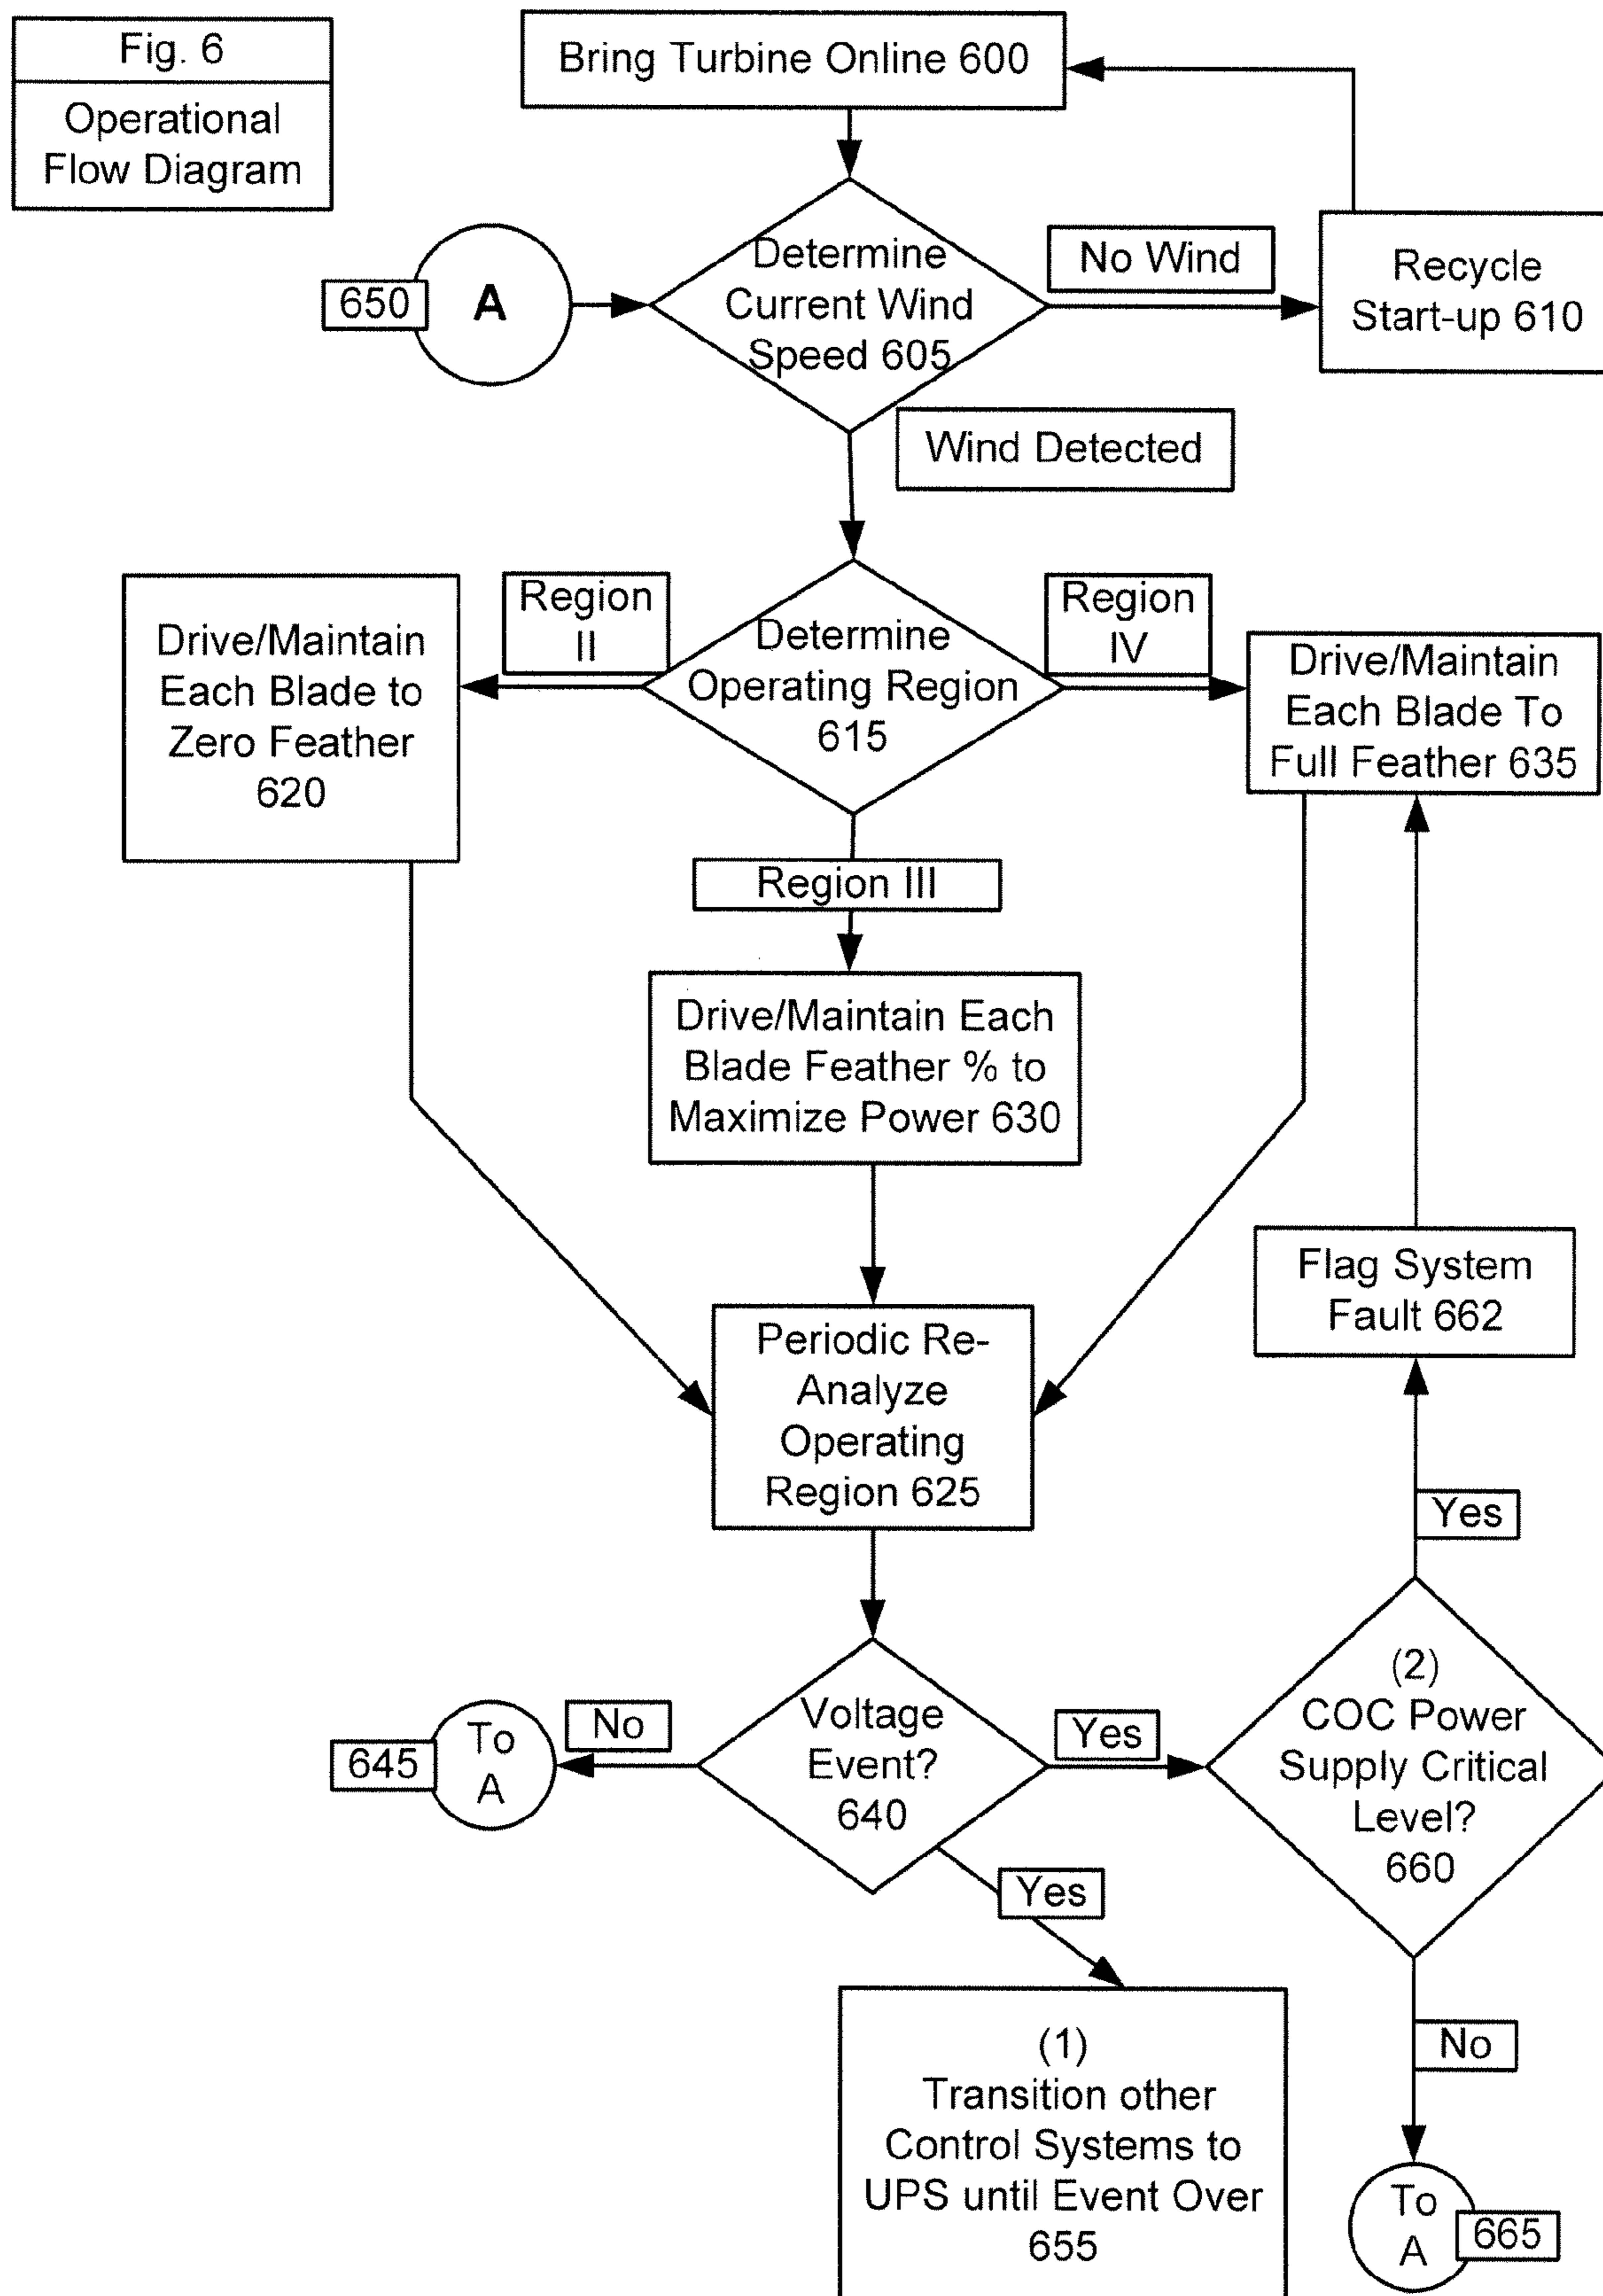 Fig. 6
Operational
Flow Diagram
Bring Turbine Online 600
650
A
Determine
Current Wind
Speed 605
No Wind
Recycle
Start-up 610
Wind Detected
Drive/Maintain
Each Blade to
Zero Feather
620
Region
II
Determine
Operating Region
615
Region
IV
Drive/Maintain
Each Blade To
Full Feather 635
Region III
Drive/Maintain Each
Blade Feather % to
Maximize Power 630
Flag System
Fault 662
Periodic Re-
Analyze
Operating
Region 625
Yes
645
To
A
No
Voltage
Event?
640
Yes
(2)
COC Power
Supply Critical
Level?
660
Yes
(1)
Transition other
Control Systems to
UPS until Event Over
655
No
To
A
665